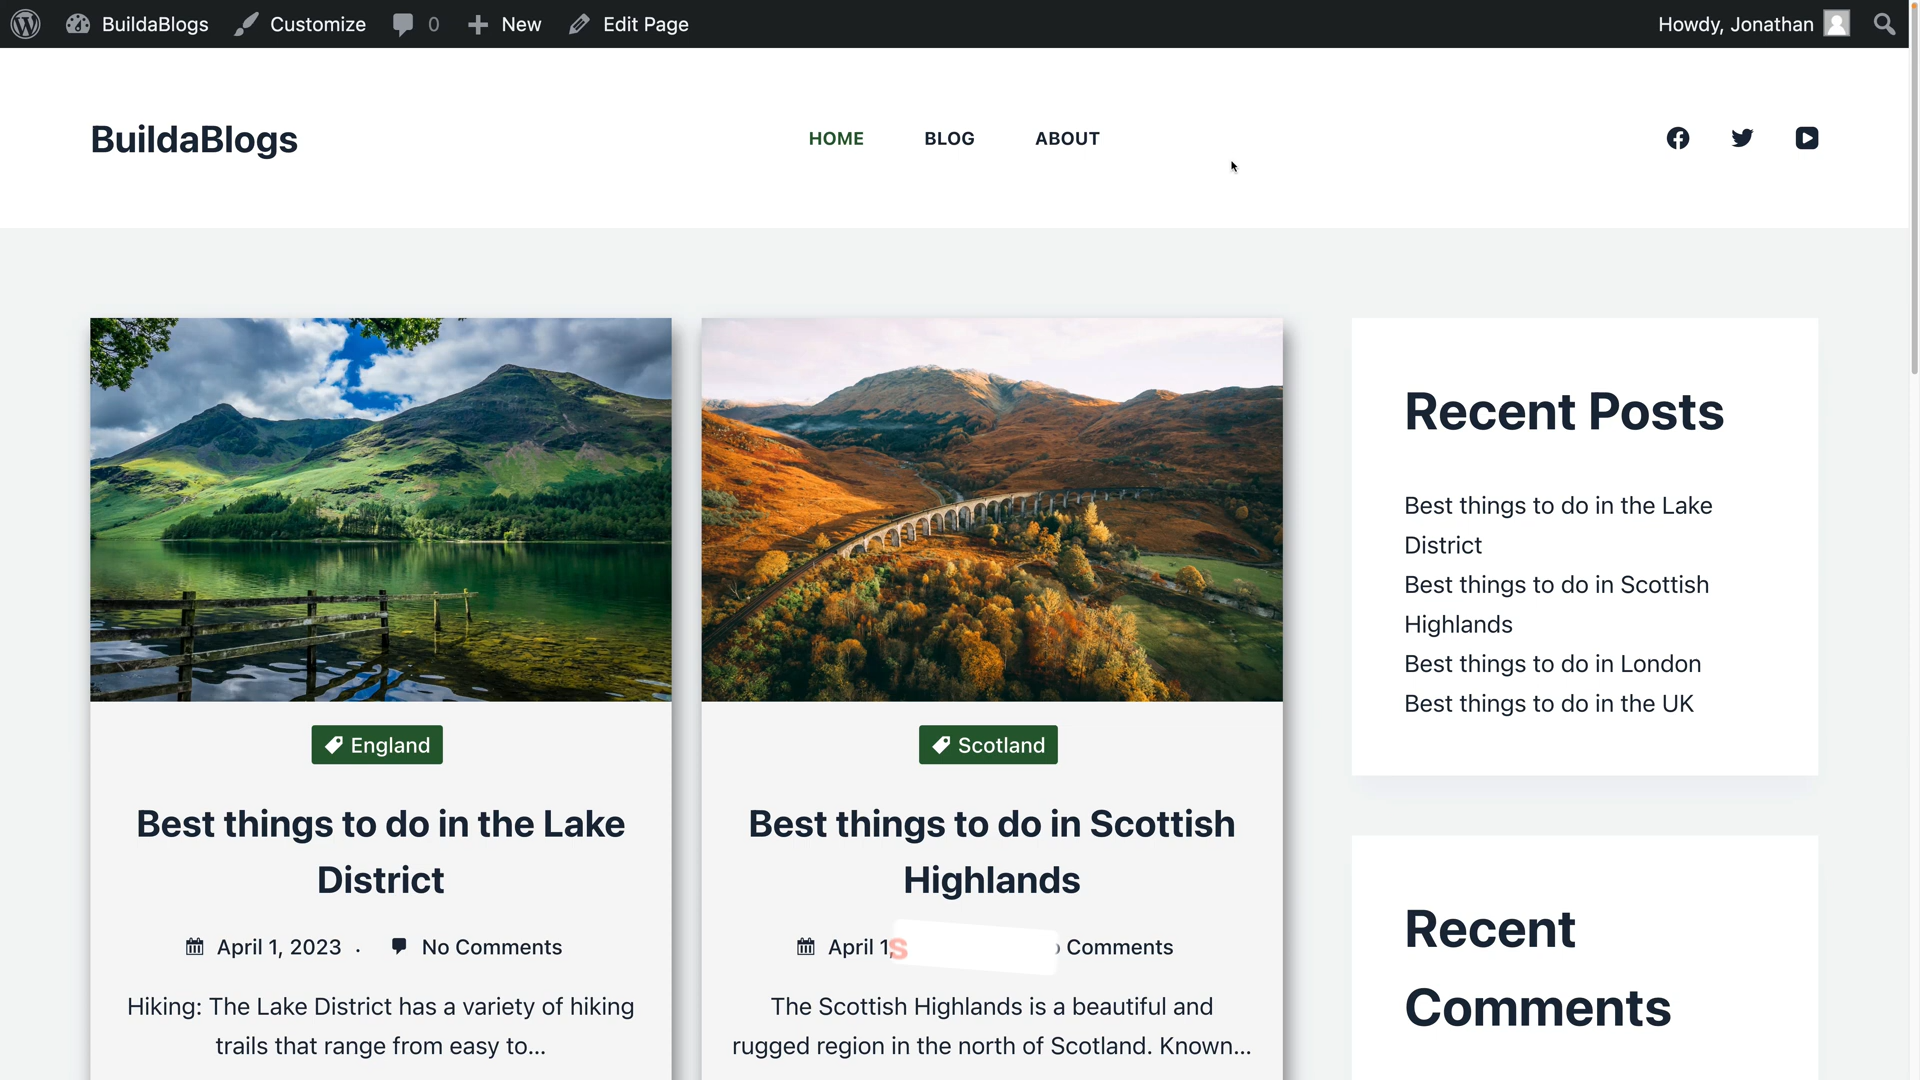 BuildaBlogs Customize 0 New Edit Page Howdy, Jonathan
BuildaBlogs
HOME BLOG ABOUT
England
Best things to do in the Lake
District
April 1, 2023 · No Comments
Hiking: The Lake District has a variety of hiking
trails that range from easy to...
Scotland
Best things to do in Scottish
Highlands
April 1, Comments
S
The Scottish Highlands is a beautiful and
rugged region in the north of Scotland. Known...
Recent Posts
Best things to do in the Lake
District
Best things to do in Scottish
Highlands
Best things to do in London
Best things to do in the UK
Recent
Comments